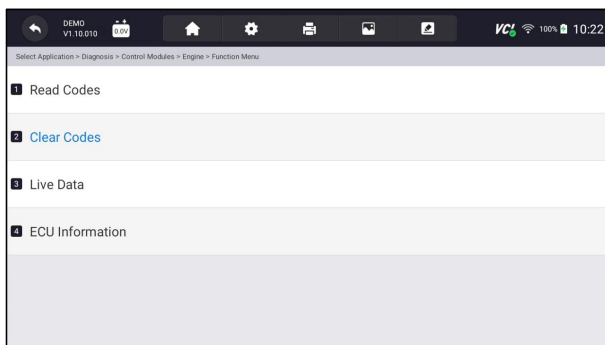 DEMO
V1.10.010
0.0V
VCI
100%
10:22
Select Application > Diagnosis > Control Modules > Engine > Function Menu
1 Read Codes
2 Clear Codes
3 Live Data
4 ECU Information